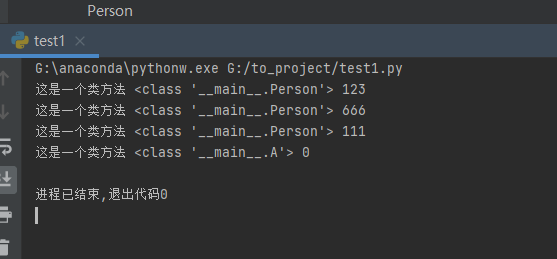 Person
test1
G:\anaconda\pythonw.exe G:/to_project/test1.py
这是一个类方法 <class '__main__.Person'> 123
这是一个类方法 <class '__main__.Person'> 666
这是一个类方法 <class '__main__.Person'> 111
这是一个类方法 <class '__main__.A'> 0
进程已结束,退出代码0